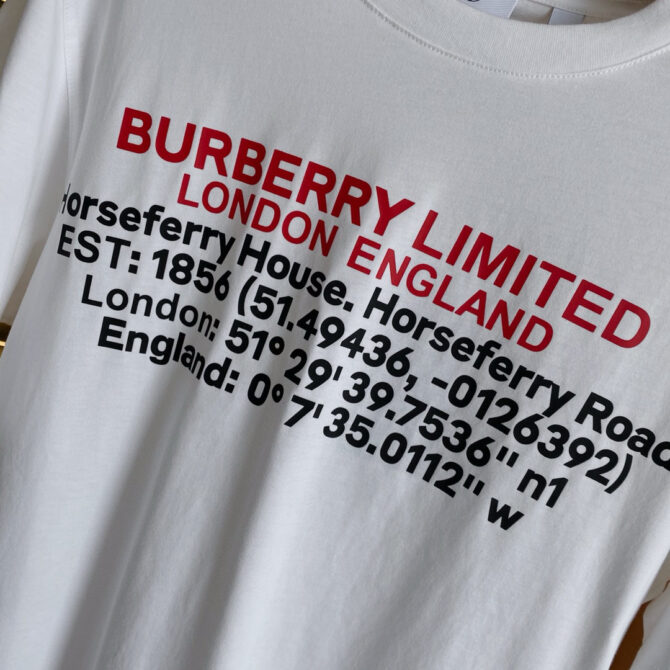 BURBERRY LIMITED
LONDON ENGLAND
Horseferry House. Horseferry Road
EST: 1856 (51.49436, -0126392)
London: 51° 29' 39.7536" n1
England: 0° 7' 35.0112" w